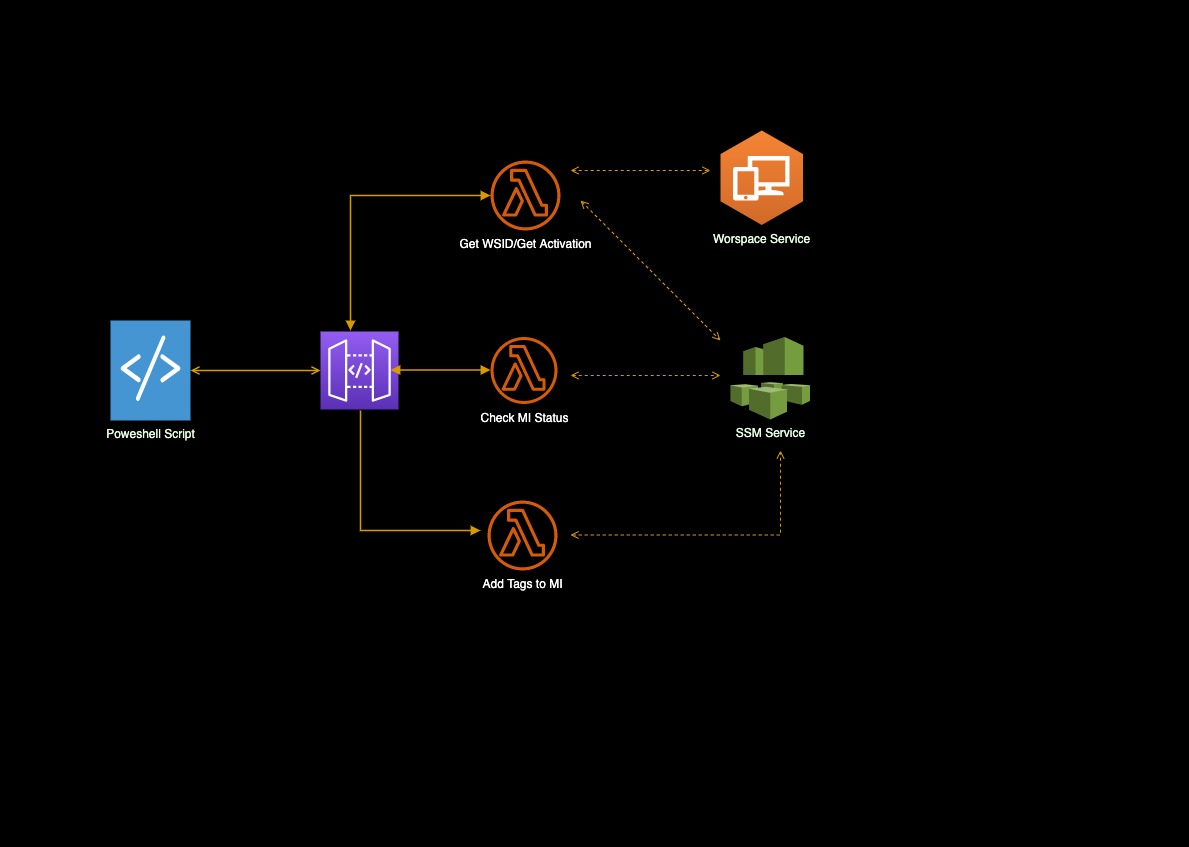 Get WSID/Get Activation
Worspace Service
Poweshell Script
</>
</>
Check MI Status
SSM Service
Add Tags to MI